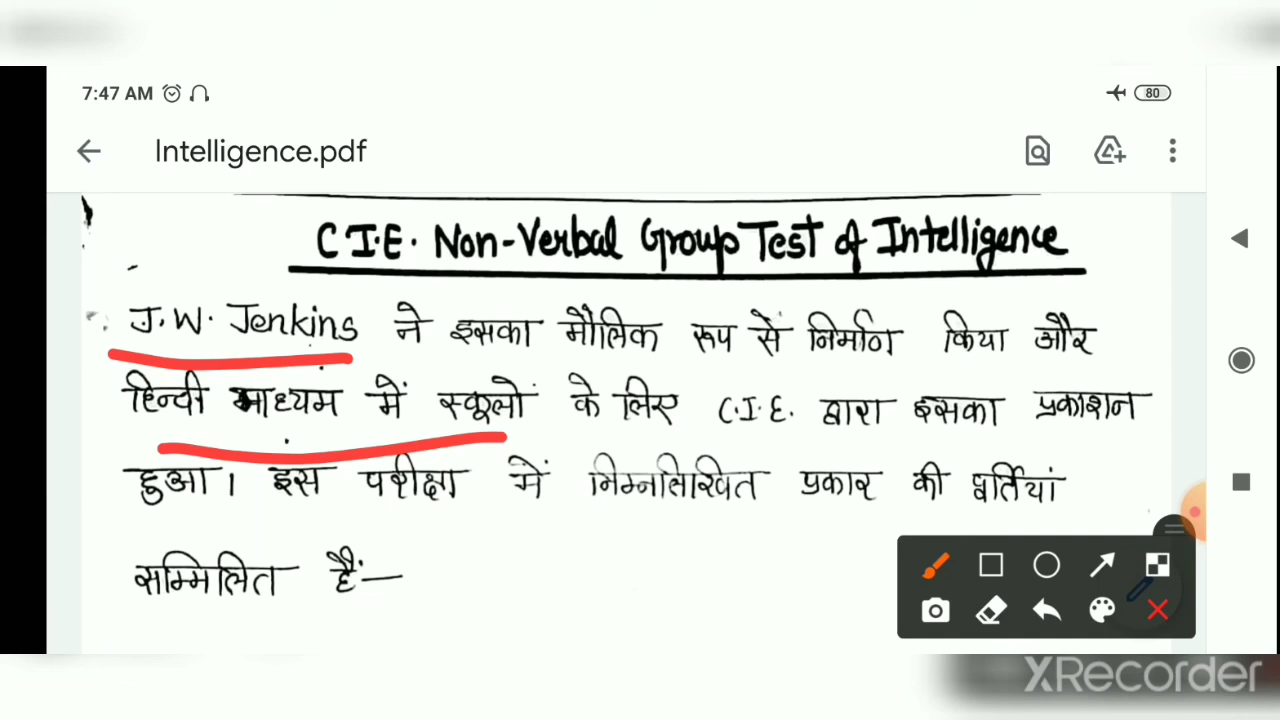 7:47 AM
80
Intelligence.pdf
C.I.E. Non-Verbal Group Test of Intelligence
J.W. Jenkins ने इसका मौलिक रूप से निर्माण किया और
हिन्दी माध्यम में स्कूलों के लिए C.I.E. द्वारा इसका प्रकाशन
हुआ। इस परीक्षा में निम्नलिखित प्रकार की पूर्तियां
सम्मिलित हैं—
XRecorder